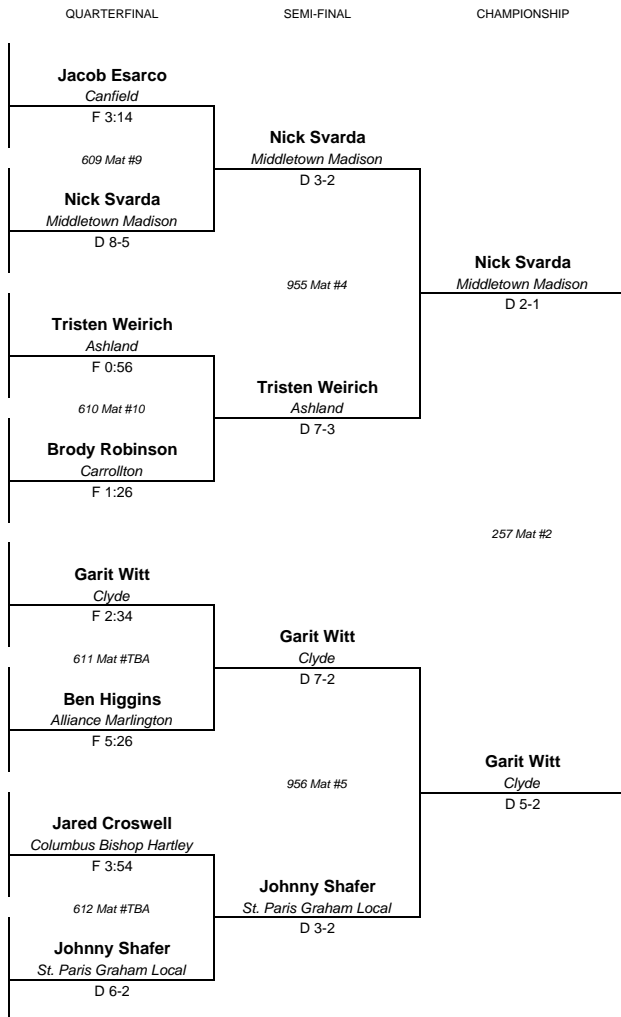 QUARTERFINAL SEMI-FINAL CHAMPIONSHIP
Jacob Esarco
Canfield
F 3:14
609 Mat #9
Nick Svarda
Middletown Madison
D 8-5
Nick Svarda
Middletown Madison
D 3-2
Tristen Weirich
Ashland
F 0:56
610 Mat #10
Brody Robinson
Carrollton
F 1:26
Tristen Weirich
Ashland
D 7-3
955 Mat #4
Nick Svarda
Middletown Madison
D 2-1
257 Mat #2
Garit Witt
Clyde
F 2:34
611 Mat #TBA
Ben Higgins
Alliance Marlington
F 5:26
Garit Witt
Clyde
D 7-2
Jared Croswell
Columbus Bishop Hartley
F 3:54
612 Mat #TBA
Johnny Shafer
St. Paris Graham Local
D 6-2
Johnny Shafer
St. Paris Graham Local
D 3-2
956 Mat #5
Garit Witt
Clyde
D 5-2